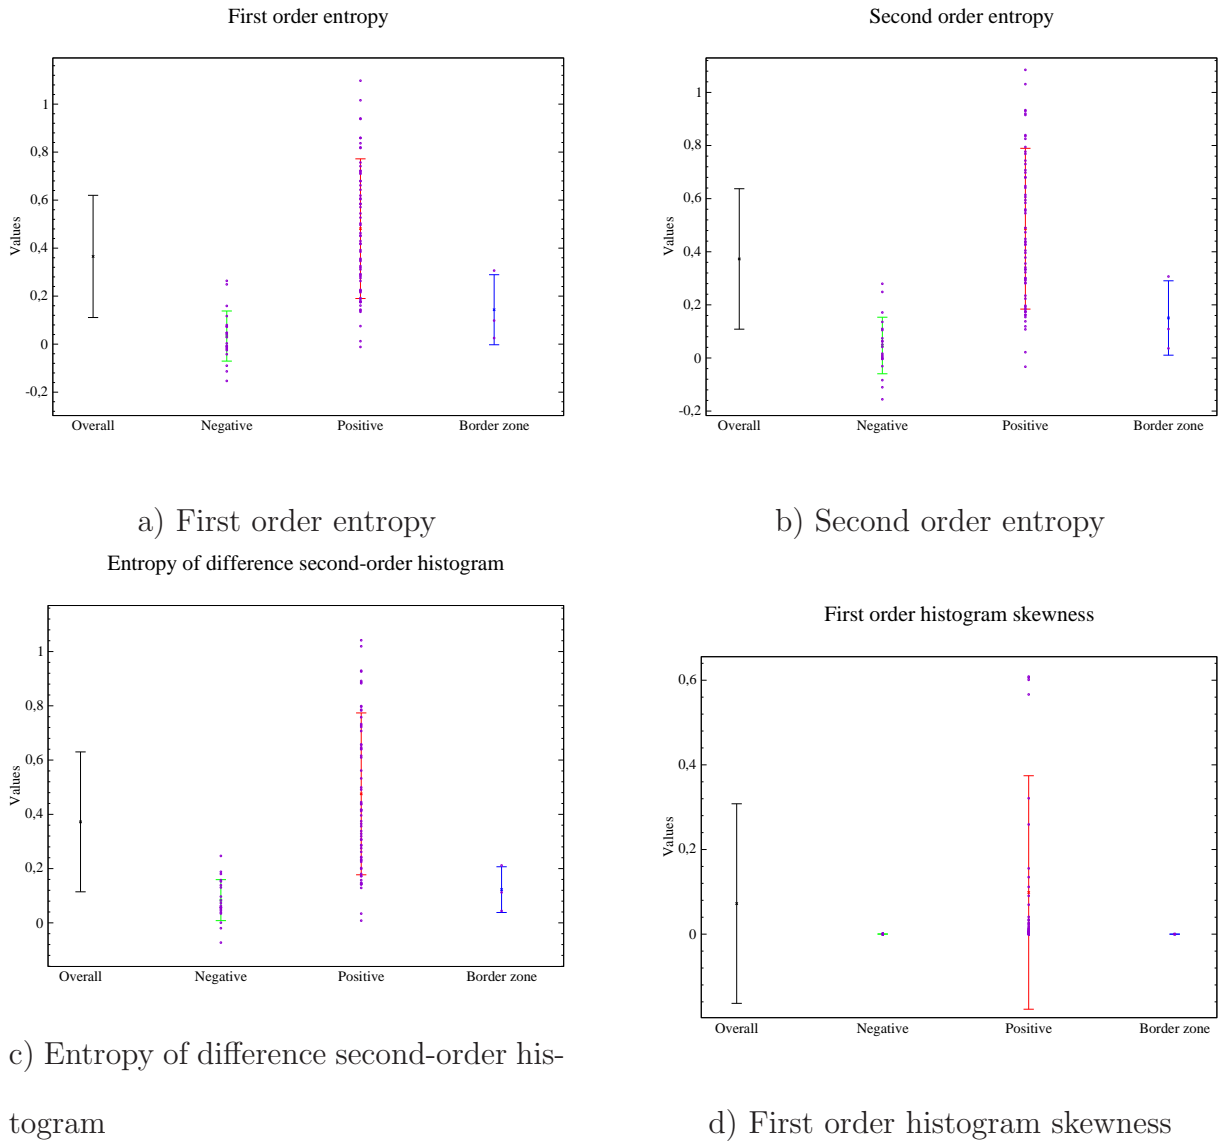 First order entropy
Values
1
0,8
0,6
0,4
0,2
0
-0,2
Overall Negative Positive Border zone
a) First order entropy
Second order entropy
Values
1
0,8
0,6
0,4
0,2
0
-0,2
Overall Negative Positive Border zone
b) Second order entropy
Entropy of difference second-order histogram
Values
1
0,8
0,6
0,4
0,2
0
Overall Negative Positive Border zone
c) Entropy of difference second-order his-
togram
First order histogram skewness
Values
0,6
0,4
0,2
0
Overall Negative Positive Border zone
d) First order histogram skewness